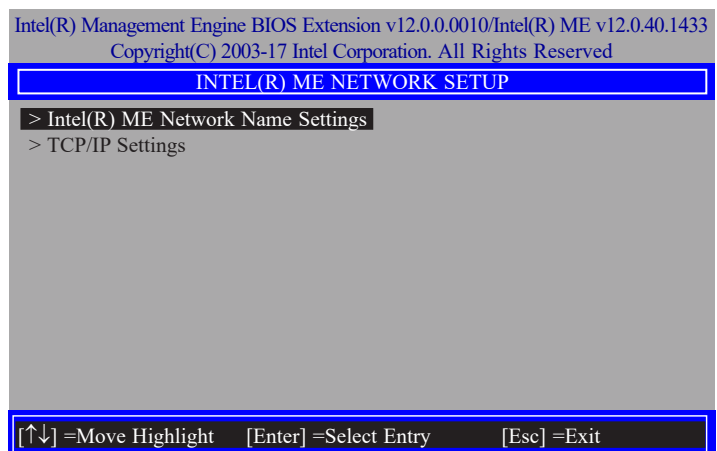 Intel(R) Management Engine BIOS Extension v12.0.0.0010/Intel(R) ME v12.0.40.1433
Copyright(C) 2003-17 Intel Corporation. All Rights Reserved
INTEL(R) ME NETWORK SETUP
> Intel(R) ME Network Name Settings
> TCP/IP Settings
[↑↓] =Move Highlight [Enter] =Select Entry [Esc] =Exit